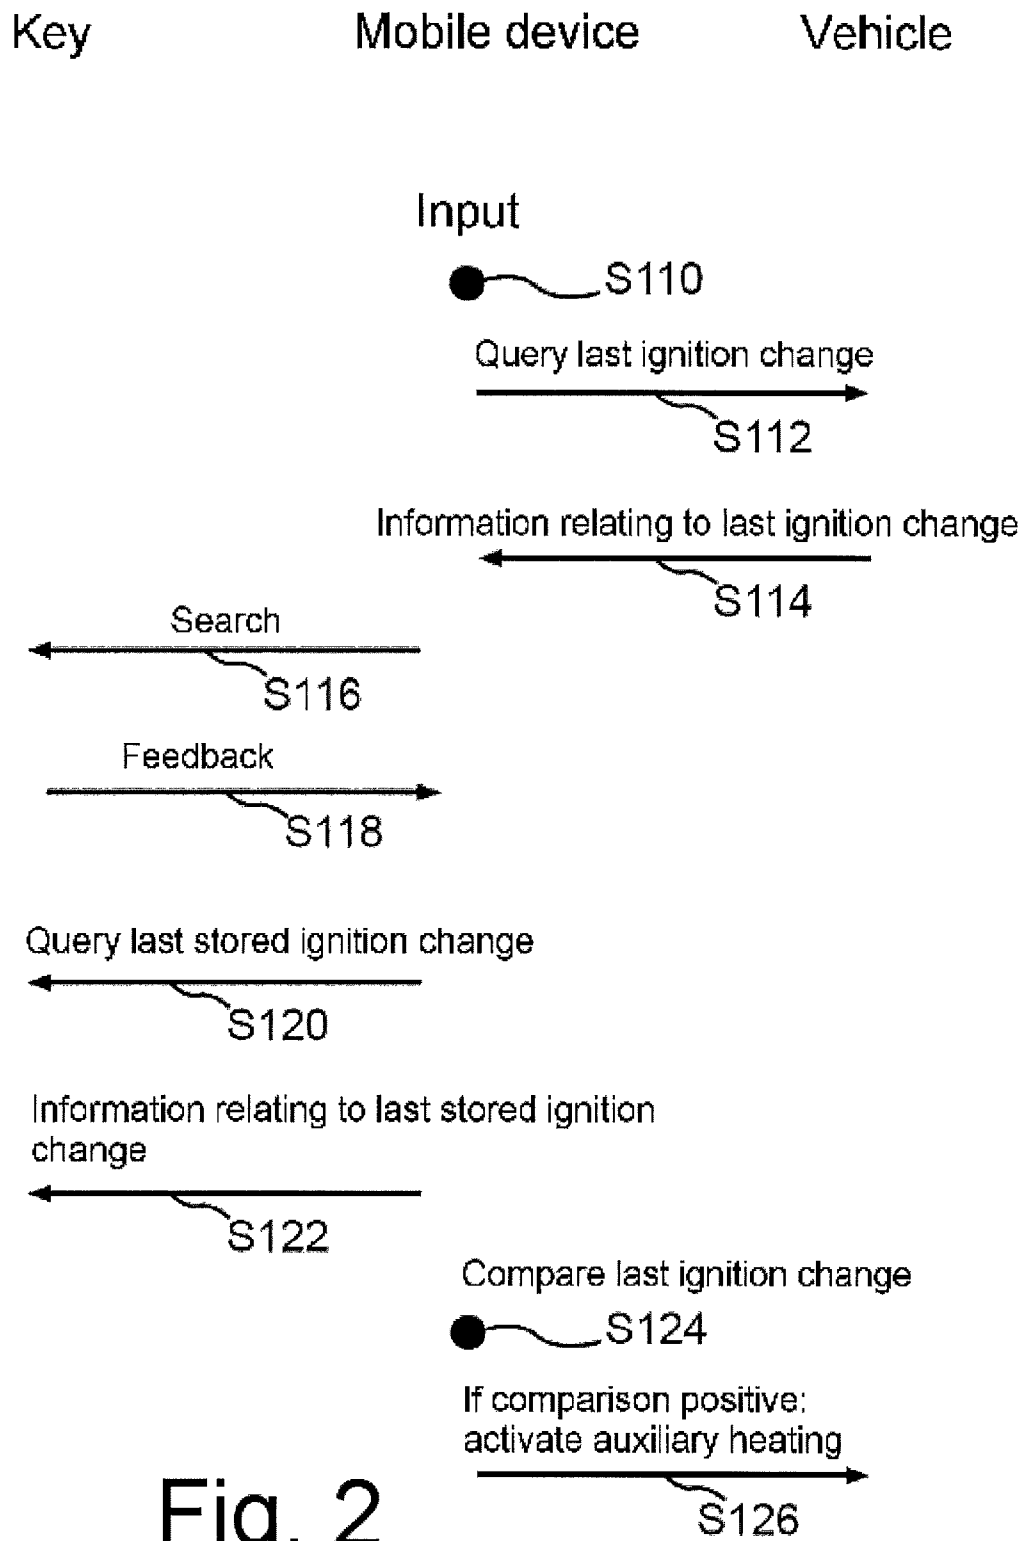 Key Mobile device Vehicle
Input
S110
Query last ignition change
S112
Information relating to last ignition change
S114
Search
S116
Feedback
S118
Query last stored ignition change
S120
Information relating to last stored ignition
change
S122
Compare last ignition change
S124
If comparison positive:
activate auxiliary heating
S126
Fig. 2